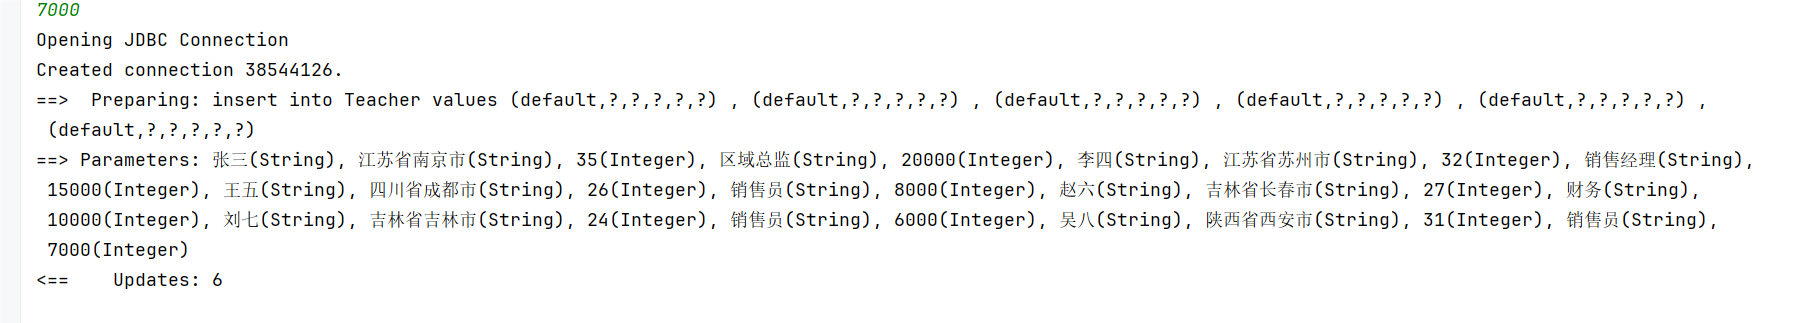 7000
Opening JDBC Connection
Created connection 38544126.
==>  Preparing: insert into Teacher values (default,?,?,?,?,?) , (default,?,?,?,?,?) , (default,?,?,?,?,?) , (default,?,?,?,?,?) , (default,?,?,?,?,?) ,
(default,?,?,?,?,?)
==> Parameters: 张三(String), 江苏省南京市(String), 35(Integer), 区域总监(String), 20000(Integer), 李四(String), 江苏省苏州市(String), 32(Integer), 销售经理(String),
15000(Integer), 王五(String), 四川省成都市(String), 26(Integer), 销售员(String), 8000(Integer), 赵六(String), 吉林省长春市(String), 27(Integer), 财务(String),
10000(Integer), 刘七(String), 吉林省吉林市(String), 24(Integer), 销售员(String), 6000(Integer), 吴八(String), 陕西省西安市(String), 31(Integer), 销售员(String),
7000(Integer)
<==    Updates: 6